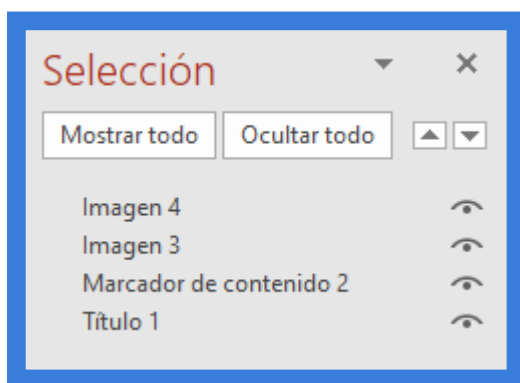 Selección
Mostrar todo Ocultar todo
Imagen 4
Imagen 3
Marcador de contenido 2
Título 1